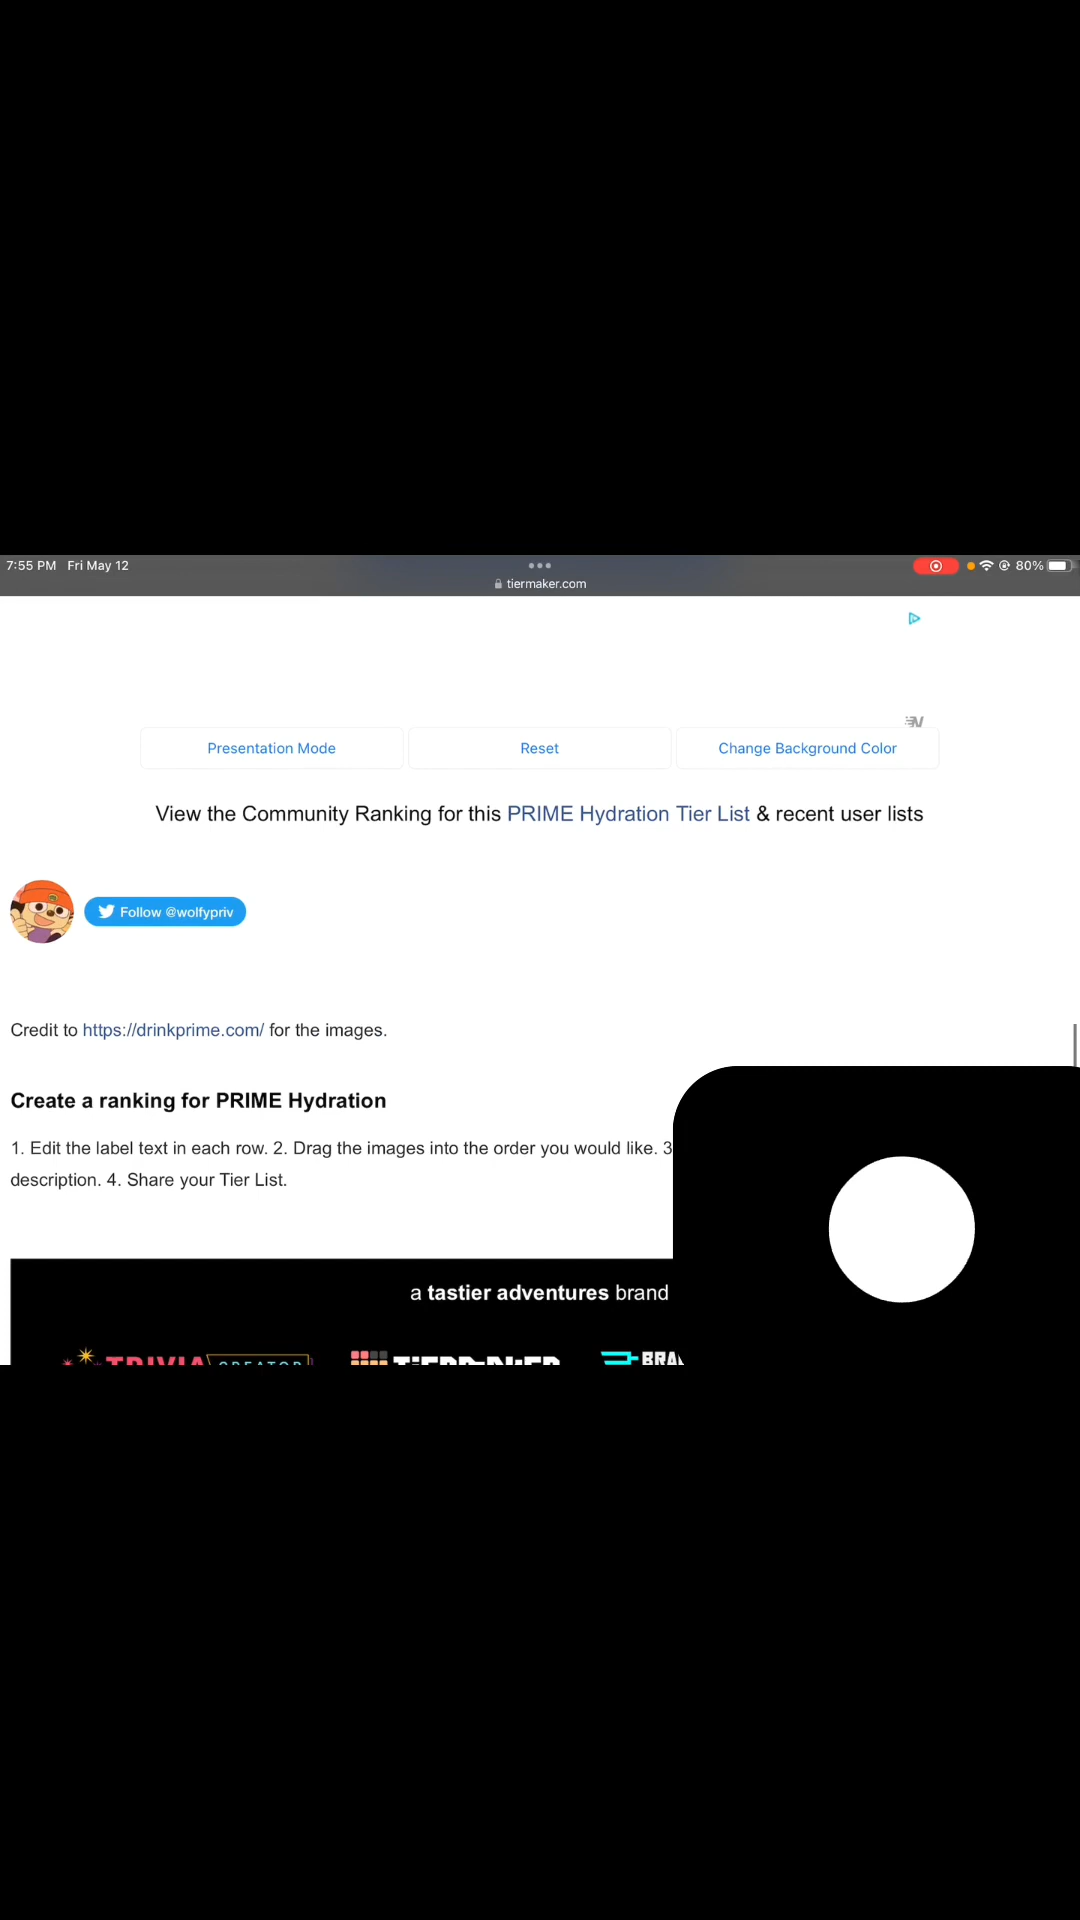 7:55 PM Fri May 12
80%
tiermaker.com
Presentation Mode
Reset
Change Background Color
View the Community Ranking for this PRIME Hydration Tier List & recent user lists
Follow @wolfypriv
Credit to https://drinkprime.com/ for the images.
Create a ranking for PRIME Hydration
1. Edit the label text in each row. 2. Drag the images into the order you would like. 3
description. 4. Share your Tier List.
a tastier adventures brand
TRIVIA CREATOR